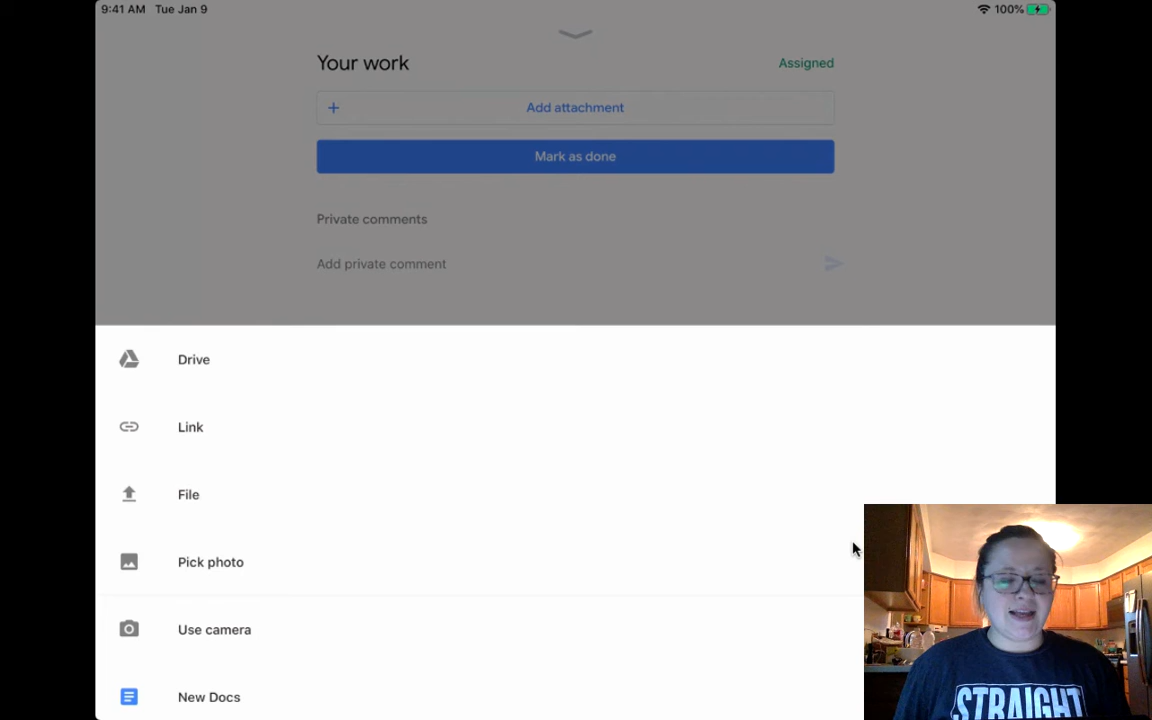 9:41 AM Tue Jan 9
100%
Your work
Assigned
+ Add attachment
Mark as done
Private comments
Add private comment
Drive
Link
File
Pick photo
Use camera
New Docs
STRAIGHT